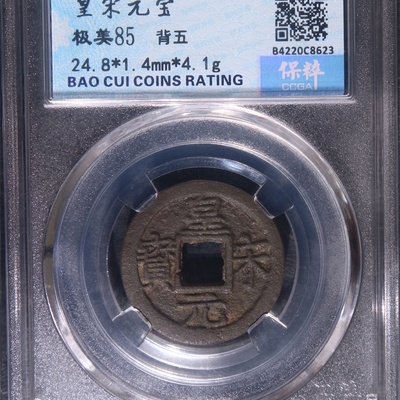 皇宋元宝
极美85 背五
24.8*1.4mm*4.1g
BAO CUI COINS RATING
B4220C8623
保粹
CCGA
皇宋元寶